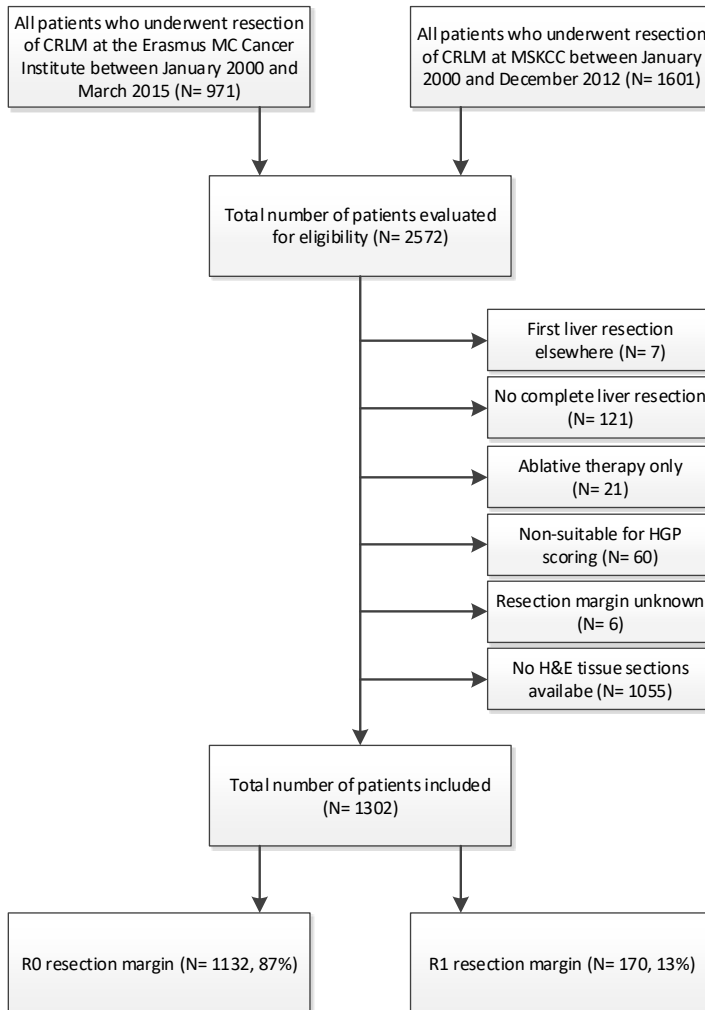 All patients who underwent resection
of CRLM at the Erasmus MC Cancer
Institute between January 2000 and
March 2015 (N= 971)
All patients who underwent resection
of CRLM at MSKCC between January
2000 and December 2012 (N= 1601)
Total number of patients evaluated
for eligibility (N= 2572)
First liver resection
elsewhere (N= 7)
No complete liver resection
(N= 121)
Ablative therapy only
(N= 21)
Non-suitable for HGP
scoring (N= 60)
Resection margin unknown
(N= 6)
No H&E tissue sections
availabe (N= 1055)
Total number of patients included
(N= 1302)
R0 resection margin (N= 1132, 87%)
R1 resection margin (N= 170, 13%)